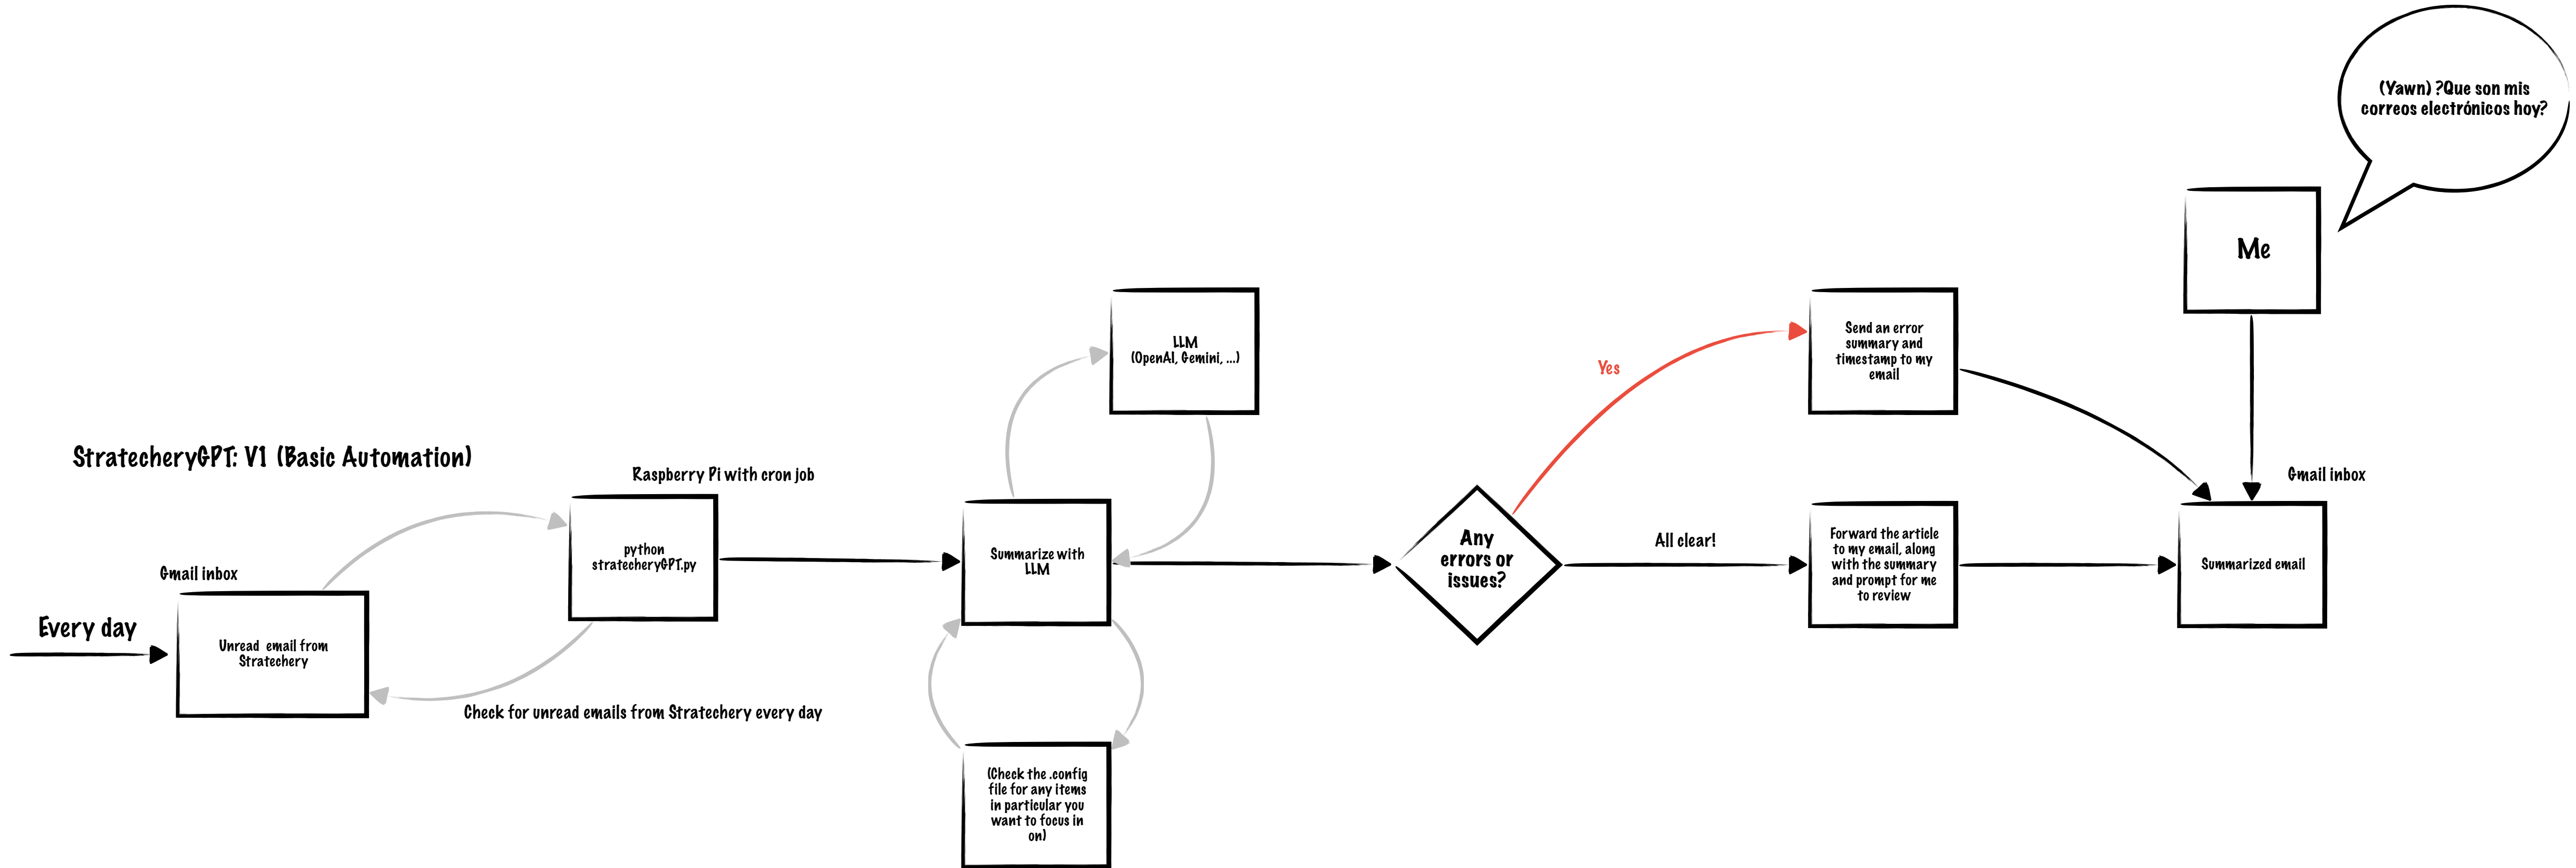 StratecheryGPT: V1 (Basic Automation)
Every day
Gmail inbox
Unread email from
Stratechery
Raspberry Pi with cron job
python
stratecheryGPT.py
Check for unread emails from Stratechery every day
Summarize with
LLM
LLM
(OpenAI, Gemini, ...)
(Check the .config
file for any items
in particular you
want to focus in
on)
Any
errors or
issues?
Yes
All clear!
Send an error
summary and
timestamp to my
email
Forward the article
to my email, along
with the summary
and prompt for me
to review
(Yawn) ?Que son mis
correos electrónicos hoy?
Me
Gmail inbox
Summarized email